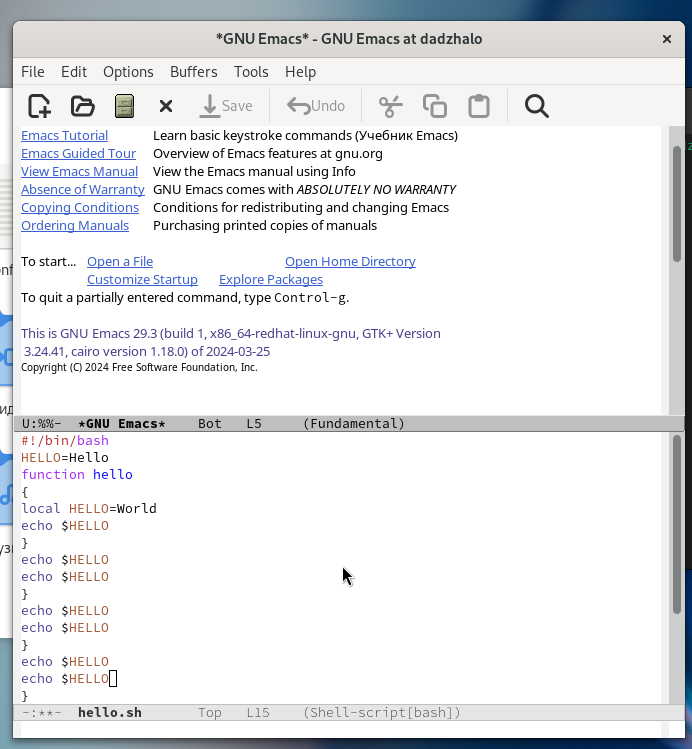 *GNU Emacs* - GNU Emacs at dadzhalo
File Edit Options Buffers Tools Help
Save Undo
Emacs Tutorial Learn basic keystroke commands (Учебник Emacs)
Emacs Guided Tour Overview of Emacs features at gnu.org
View Emacs Manual View the Emacs manual using Info
Absence of Warranty GNU Emacs comes with ABSOLUTELY NO WARRANTY
Copying Conditions Conditions for redistributing and changing Emacs
Ordering Manuals Purchasing printed copies of manuals
To start... Open a File Open Home Directory
Customize Startup Explore Packages
To quit a partially entered command, type Control-g.
This is GNU Emacs 29.3 (build 1, x86_64-redhat-linux-gnu, GTK+ Version
3.24.41, cairo version 1.18.0) of 2024-03-25
Copyright (C) 2024 Free Software Foundation, Inc.
U:%%- *GNU Emacs* Bot L5 (Fundamental)
#!/bin/bash
HELLO=Hello
function hello
{
local HELLO=World
echo $HELLO
}
echo $HELLO
echo $HELLO
}
echo $HELLO
echo $HELLO
}
echo $HELLO
echo $HELLO
}
-:**- hello.sh Top L15 (Shell-script[bash])